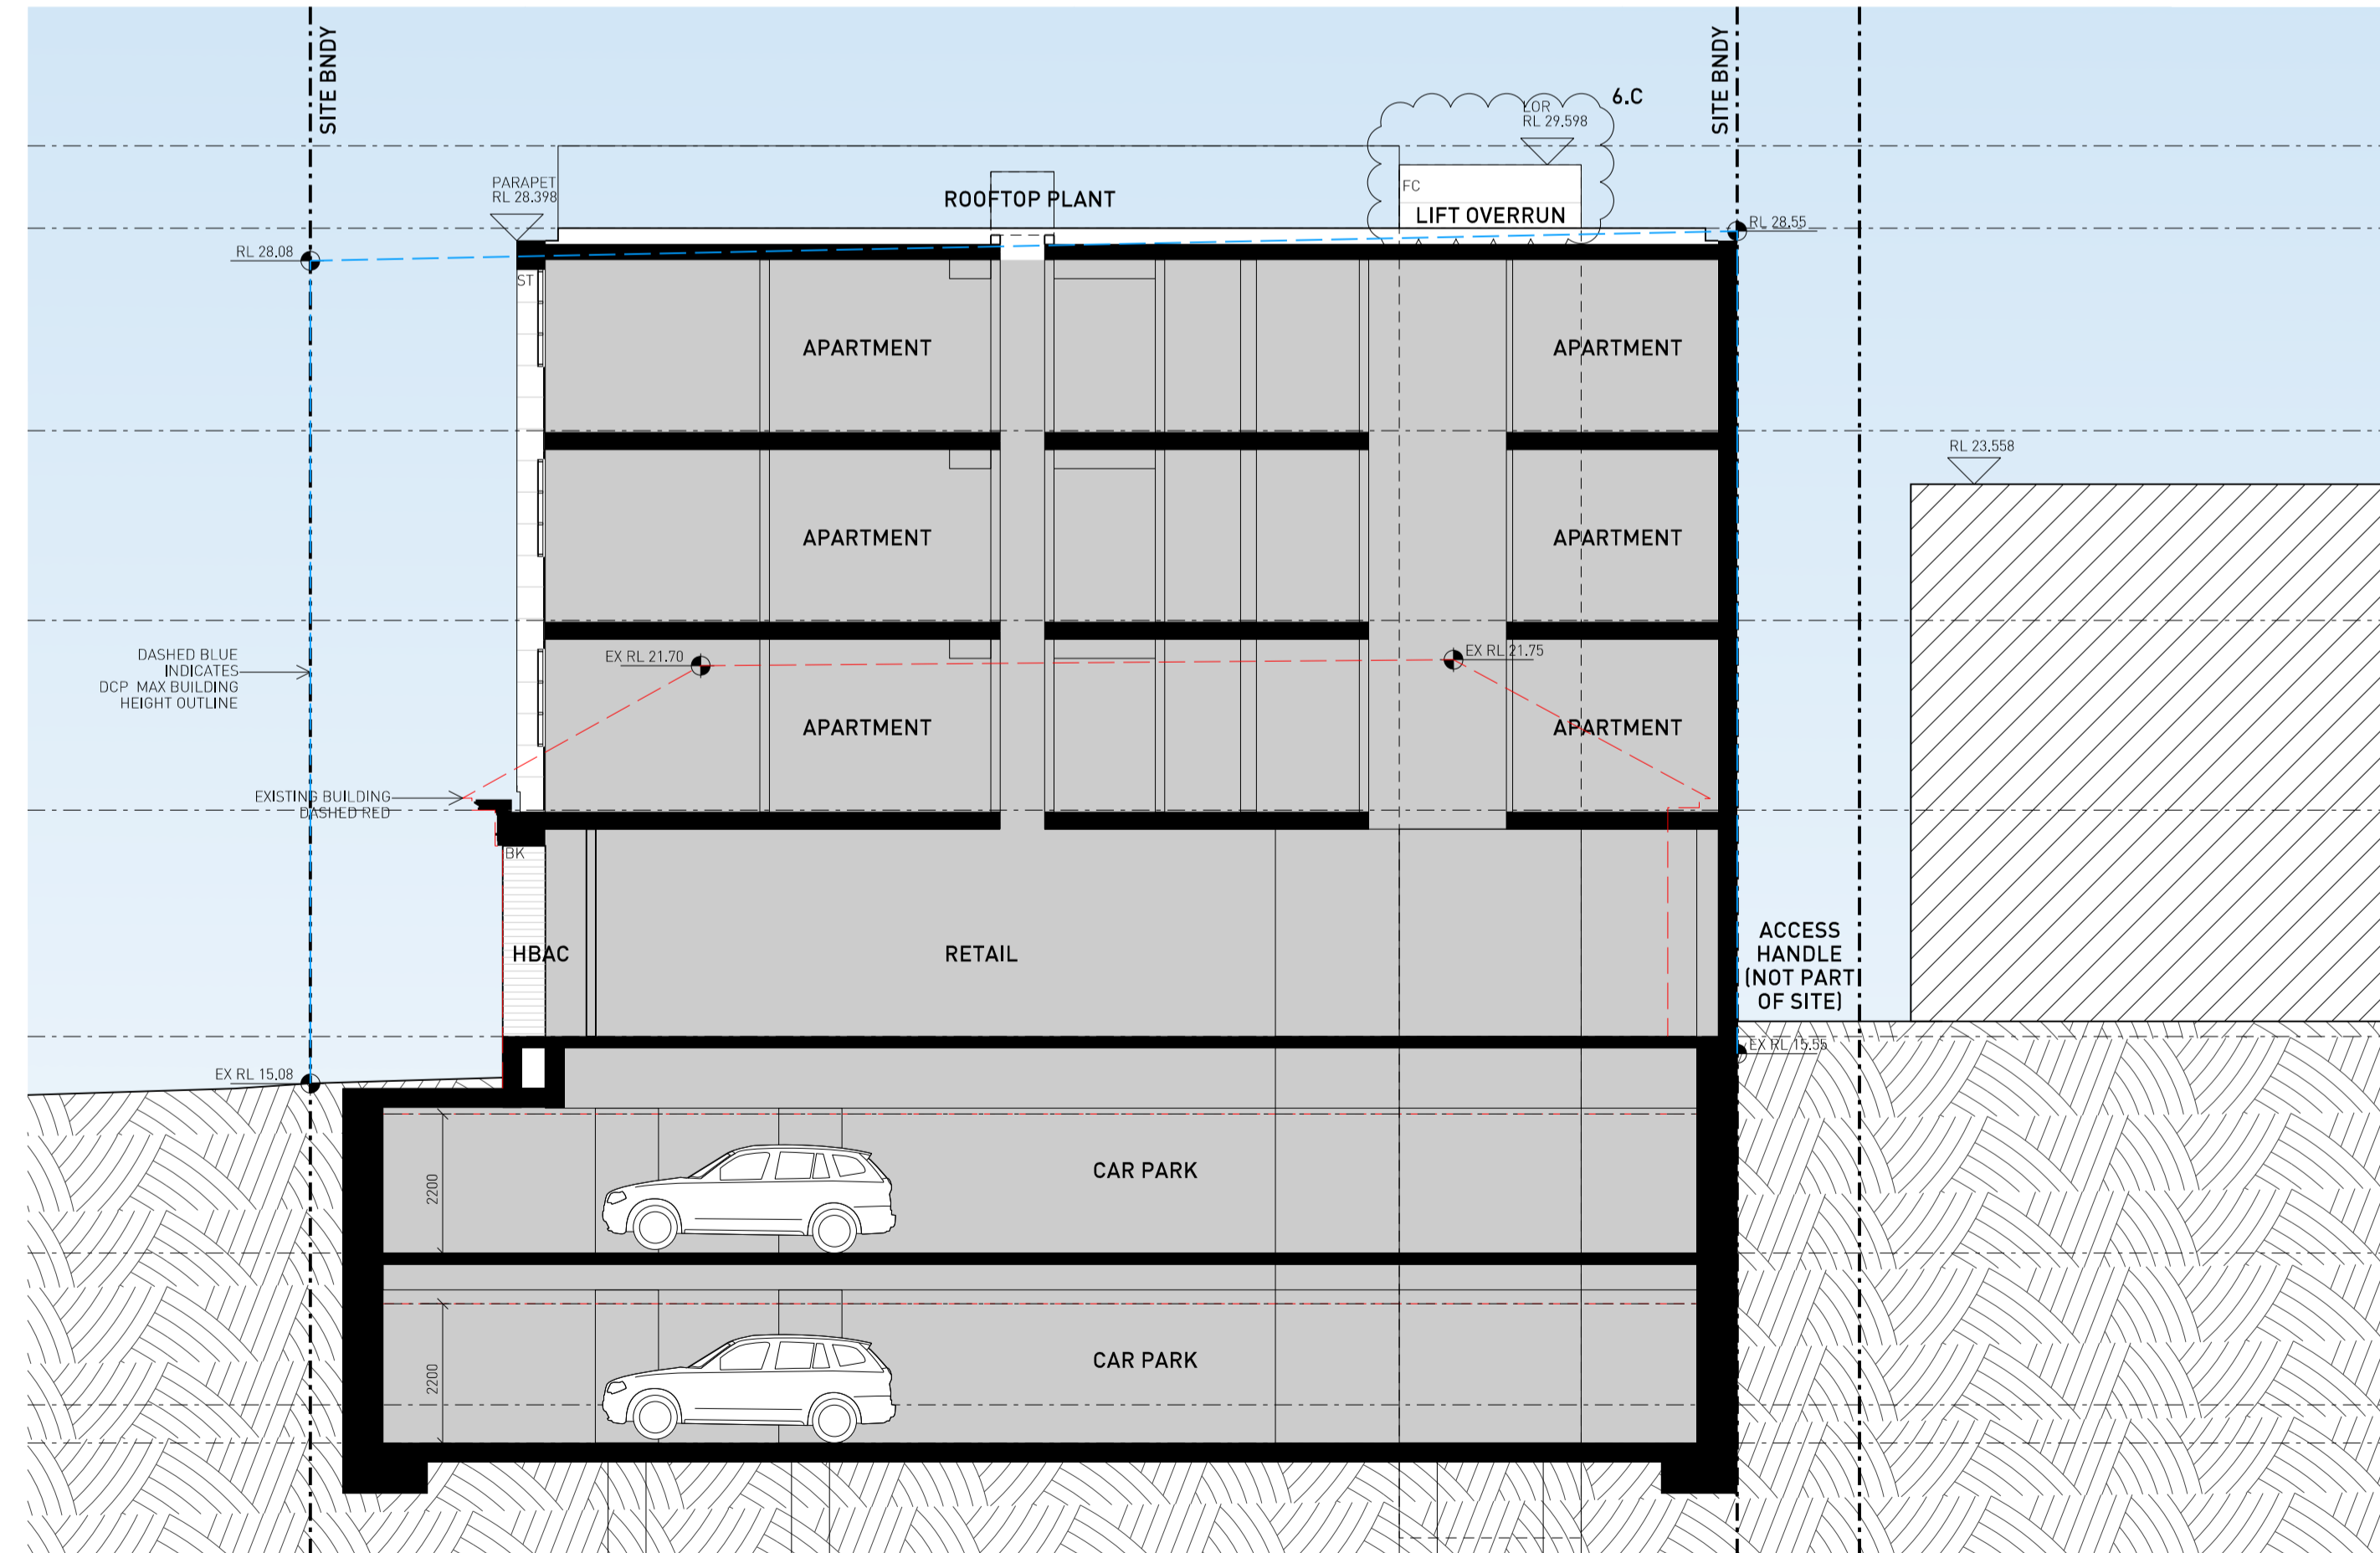 SITE BNDY
SITE BNDY
6.C
LOR
RL 29.598
PARAPET
RL 28.398
FC
ROOFTOP PLANT
LIFT OVERRUN
RL 28.55
RL 28.08
ST
APARTMENT
APARTMENT
RL 23.558
APARTMENT
APARTMENT
DASHED BLUE
INDICATES
DCP MAX BUILDING
HEIGHT OUTLINE
EX RL 21.70
EX RL 21.75
APARTMENT
APARTMENT
EXISTING BUILDING
DASHED RED
BK
HBAC
RETAIL
ACCESS
HANDLE
(NOT PART
OF SITE)
EX RL 15.55
EX RL 15.08
2200
CAR PARK
2200
CAR PARK